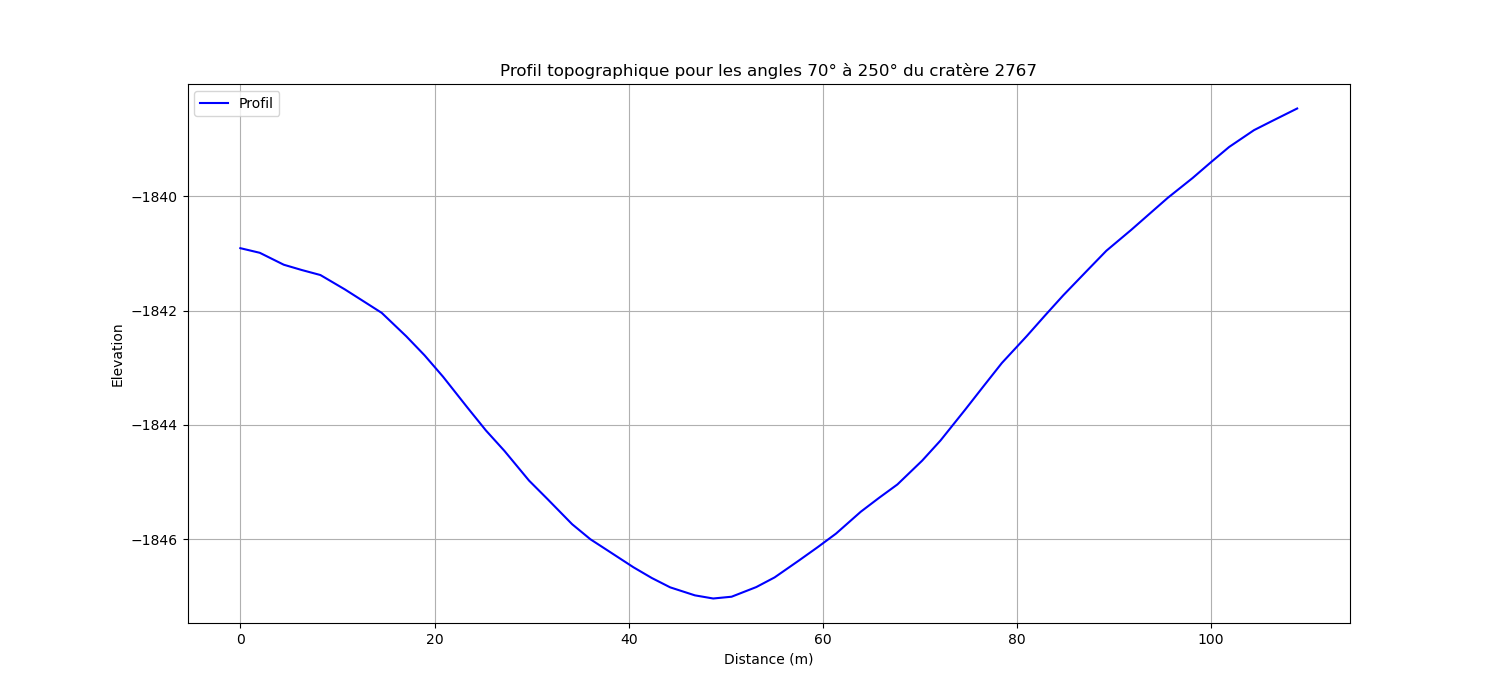 Profil topographique pour les angles 70° à 250° du cratère 2767
Profil
−1840
−1842
−1844
−1846
Elevation
0 20 40 60 80 100
Distance (m)